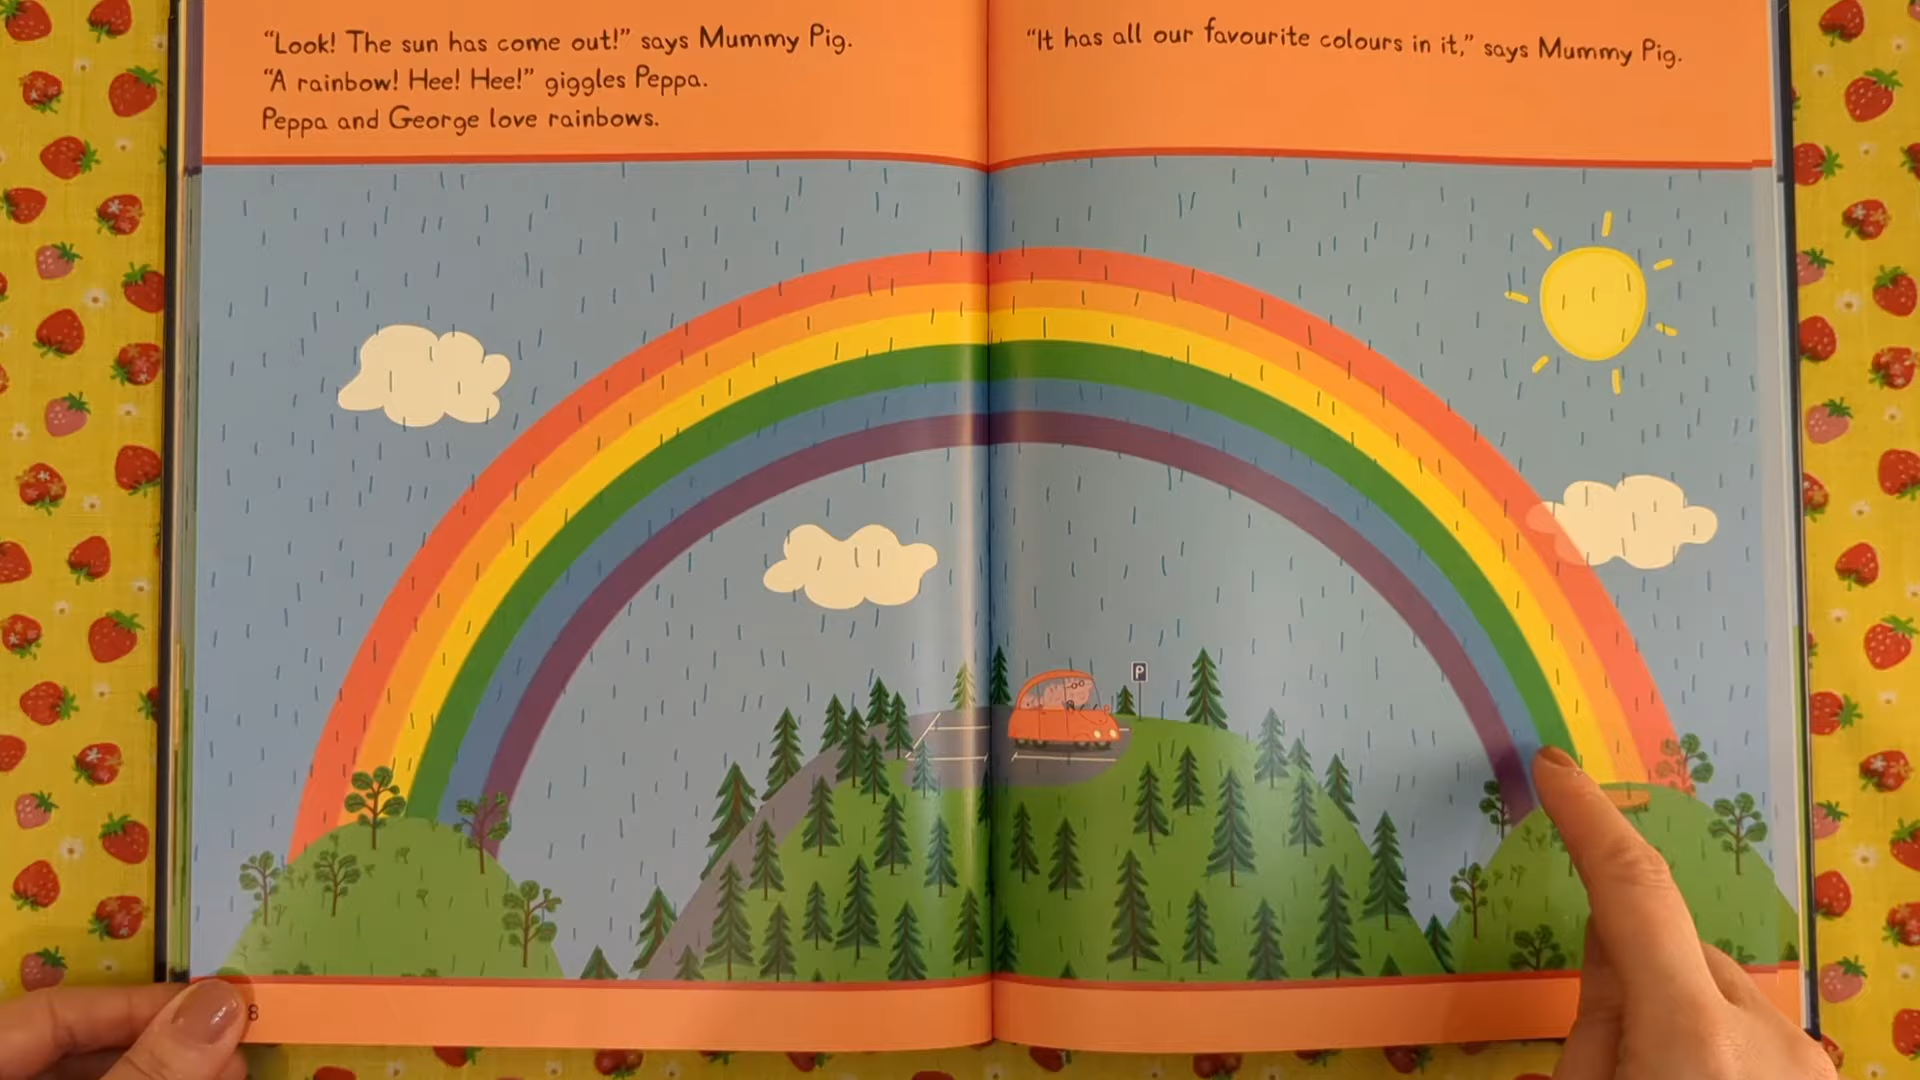 “Look! The sun has come out!” says Mummy Pig.
“A rainbow! Hee! Hee!” giggles Peppa.
Peppa and George love rainbows.
“It has all our favourite colours in it,” says Mummy Pig.
P
8